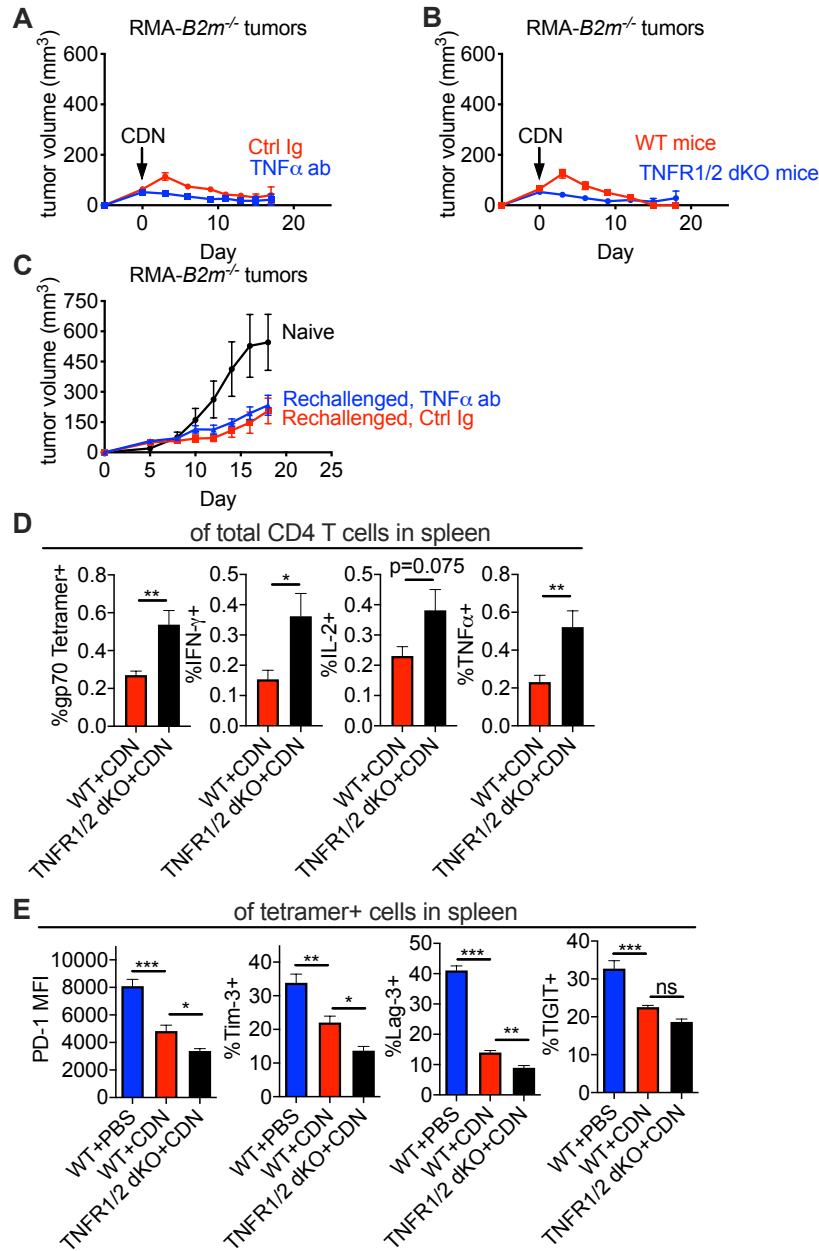 A
RMA-B2m-/- tumors
tumor volume (mm3)
600
400
200
0
CDN
Ctrl Ig
TNFα ab
0
20
Day
B
RMA-B2m-/- tumors
tumor volume (mm3)
600
400
200
0
CDN
WT mice
TNFR1/2 dKO mice
0
20
Day
C
RMA-B2m-/- tumors
tumor volume (mm3)
750
600
450
300
150
0
Naive
Rechallenged, TNFα ab
Rechallenged, Ctrl Ig
0 5 10 15 20 25
Day
D
of total CD4 T cells in spleen
%gp70 Tetramer+
0.8
0.6
0.4
0.2
0.0
**
WT+CDN
TNFR1/2 dKO+CDN
%IFN-γ+
0.5
0.4
0.3
0.2
0.1
0.0
*
WT+CDN
TNFR1/2 dKO+CDN
%IL-2+
0.5
0.4
0.3
0.2
0.1
0.0
p=0.075
WT+CDN
TNFR1/2 dKO+CDN
%TNFα+
0.8
0.6
0.4
0.2
0.0
**
WT+CDN
TNFR1/2 dKO+CDN
E
of tetramer+ cells in spleen
PD-1 MFI
10000
8000
6000
4000
2000
0
***
*
WT+PBS
WT+CDN
TNFR1/2 dKO+CDN
%Tim-3+
40
30
20
10
0
**
*
WT+PBS
WT+CDN
TNFR1/2 dKO+CDN
%Lag-3+
50
40
30
20
10
0
***
**
WT+PBS
WT+CDN
TNFR1/2 dKO+CDN
%TIGIT+
40
30
20
10
0
***
ns
WT+PBS
WT+CDN
TNFR1/2 dKO+CDN